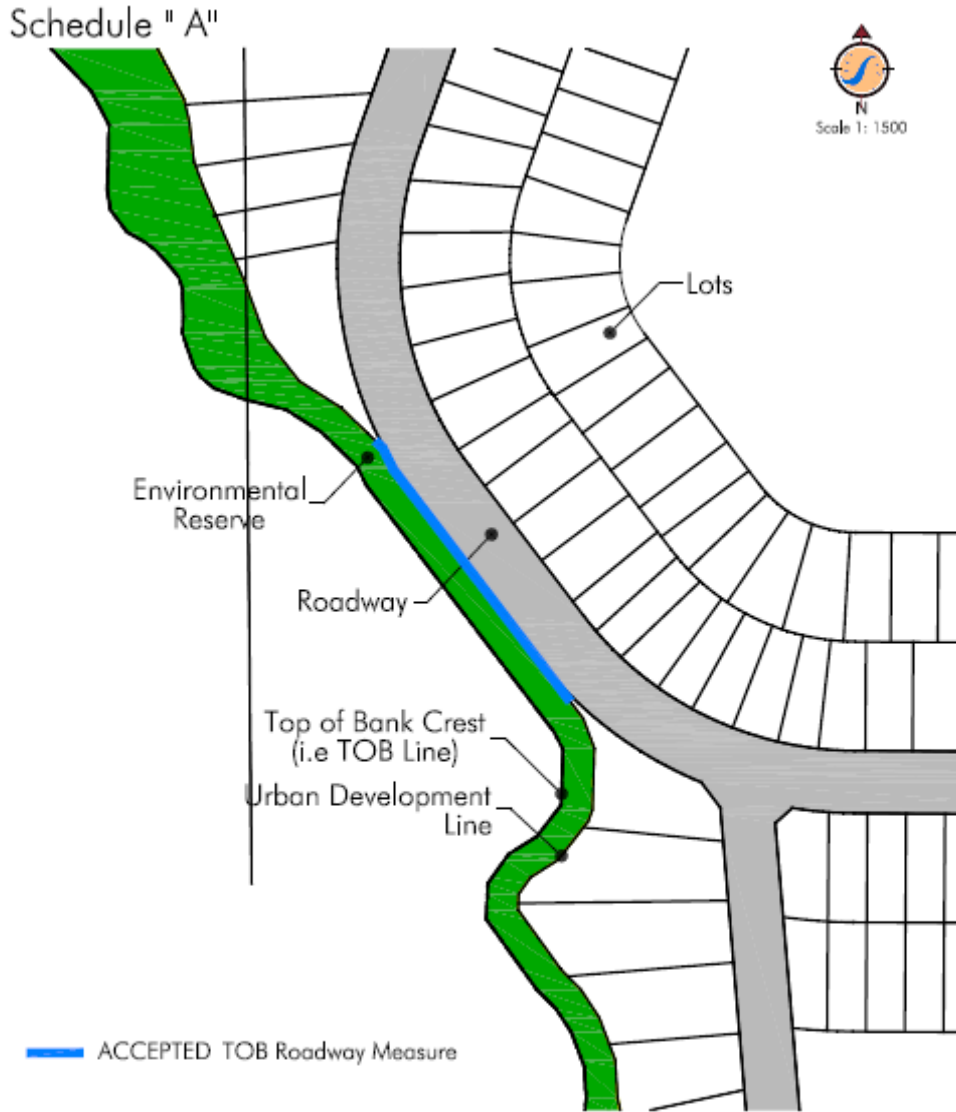 Schedule " A"
N
Scale 1: 1500
Lots
Environmental
Reserve
Roadway
Top of Bank Crest
(i.e TOB Line)
Urban Development
Line
ACCEPTED TOB Roadway Measure